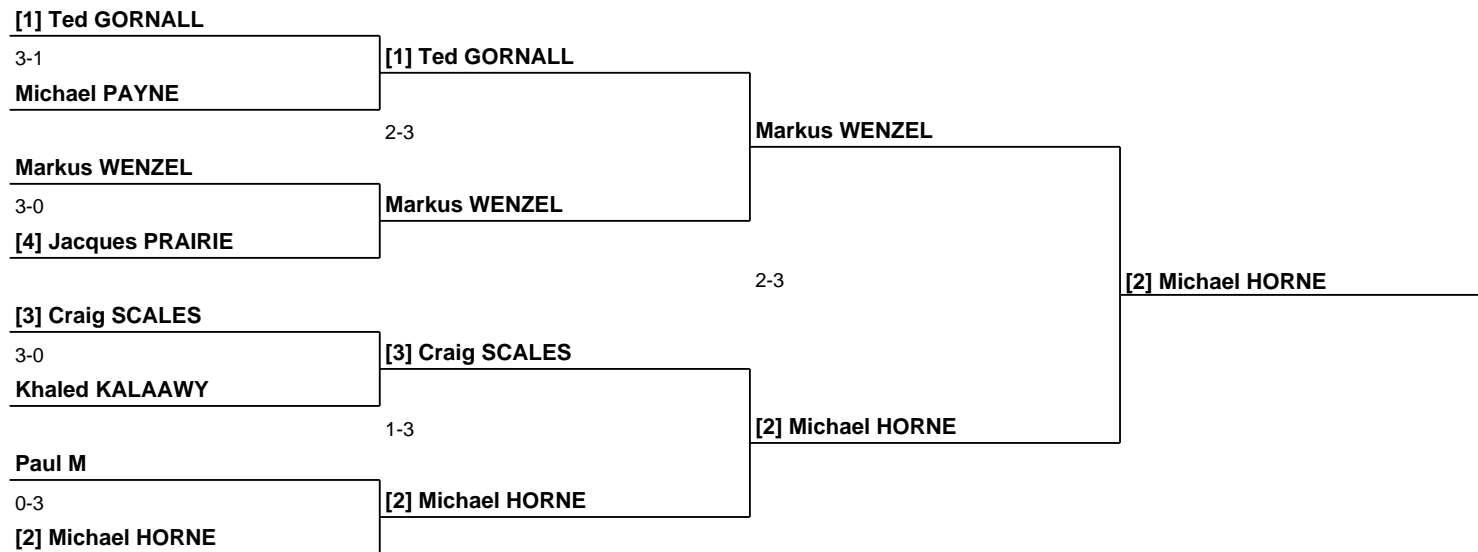 [1] Ted GORNALL
3-1
Michael PAYNE
[1] Ted GORNALL
2-3
Markus WENZEL
3-0
[4] Jacques PRAIRIE
Markus WENZEL
Markus WENZEL
2-3
[3] Craig SCALES
3-0
Khaled KALAAWY
[3] Craig SCALES
1-3
Paul M
0-3
[2] Michael HORNE
[2] Michael HORNE
[2] Michael HORNE
[2] Michael HORNE